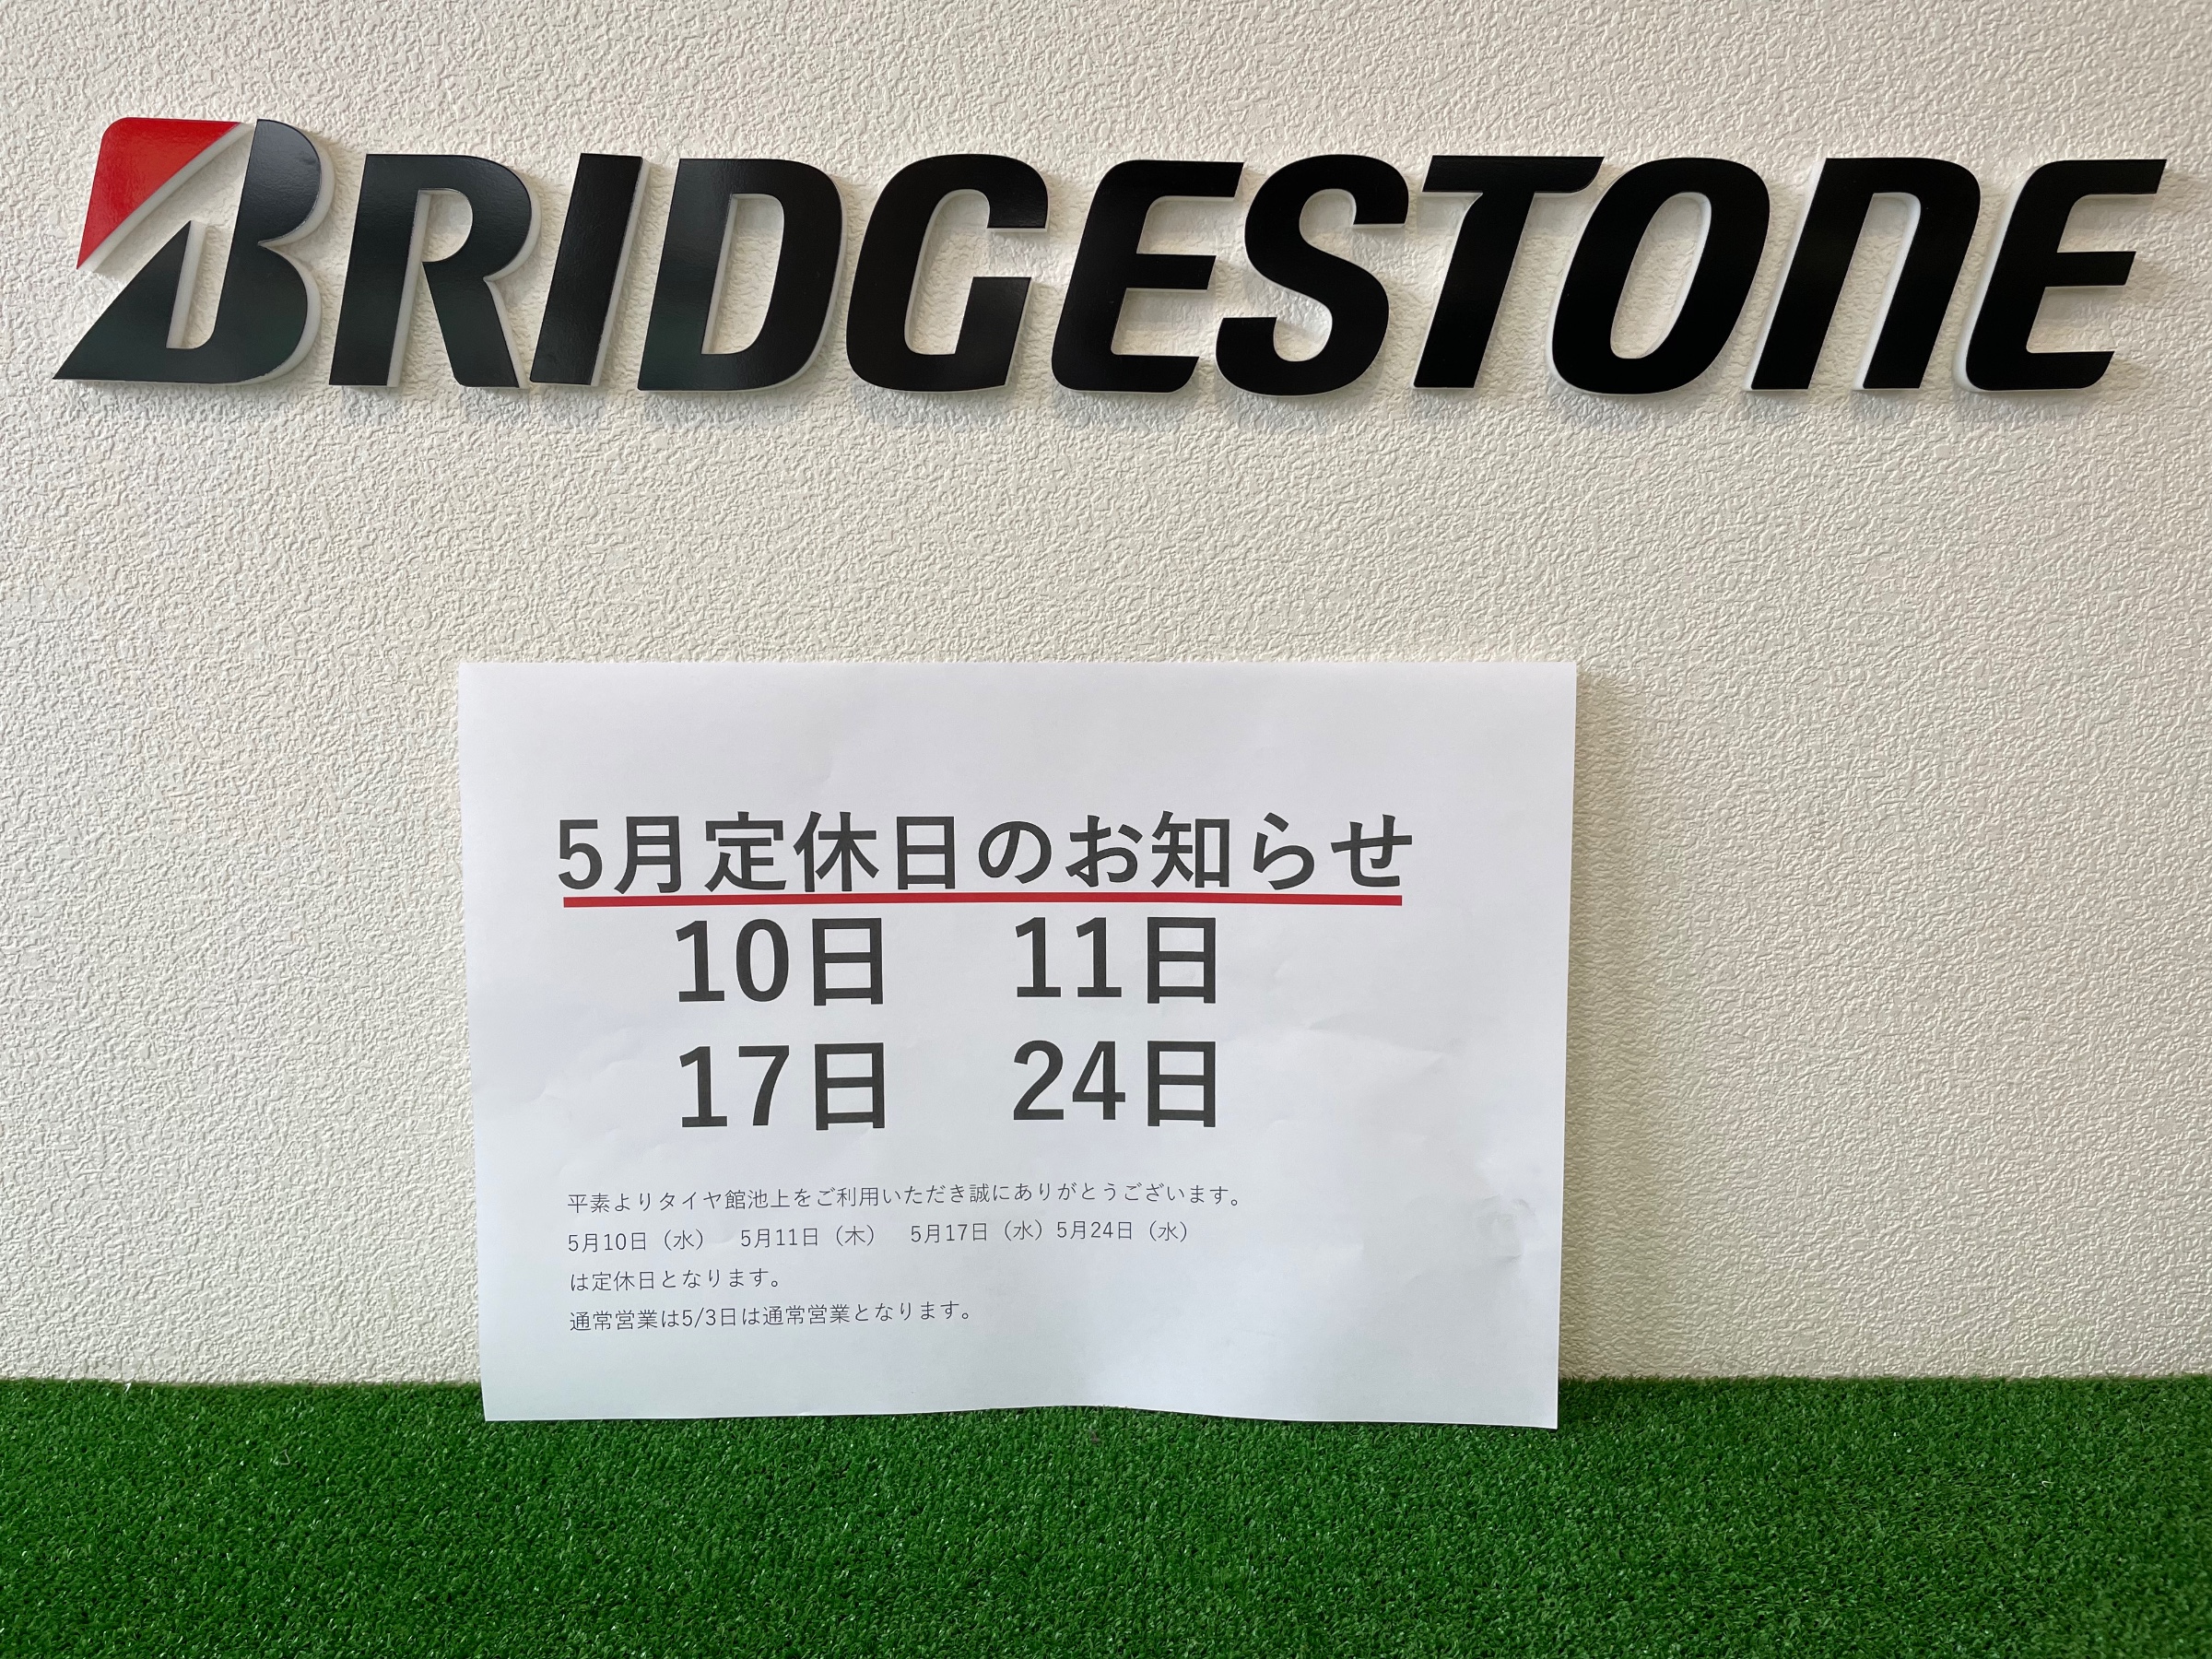 BRIDGESTONE
5月定休日のお知らせ
10日　11日
17日　24日
平素よりタイヤ館池上をご利用いただき誠にありがとうございます。
5月10日（水）　5月11日（木）　5月17日（水）5月24日（水）
は定休日となります。
通常営業は5/3日は通常営業となります。